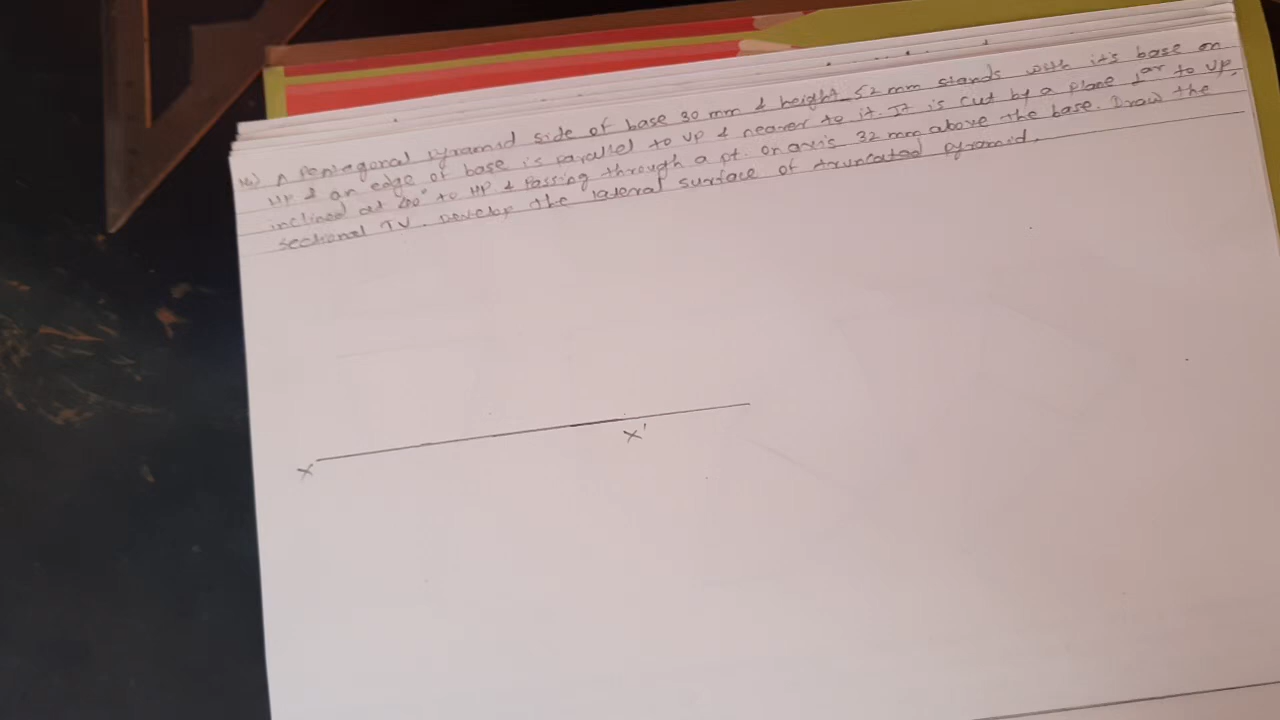 16) A Pentagonal pyramid side of base 30 mm & height 52 mm stands with it's base on
HP & an edge of base is parallel to VP & nearer to it. It is cut by a plane ⊥ar to VP,
inclined at 40° to HP & Passing through a pt. on axis 32 mm above the base. Draw the
sectional TV. Develop the lateral surface of truncated pyramid.
X
X'